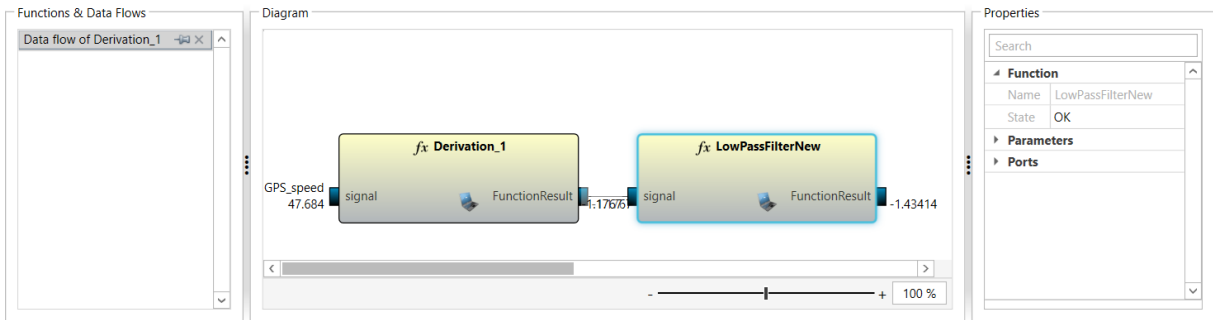 Functions & Data Flows
Data flow of Derivation_1
Diagram
fx Derivation_1
GPS_speed
47.684
signal
FunctionResult
fx LowPassFilterNew
signal
FunctionResult
-1.43414
-
+
100 %
Properties
Search
Function
Name LowPassFilterNew
State OK
Parameters
Ports